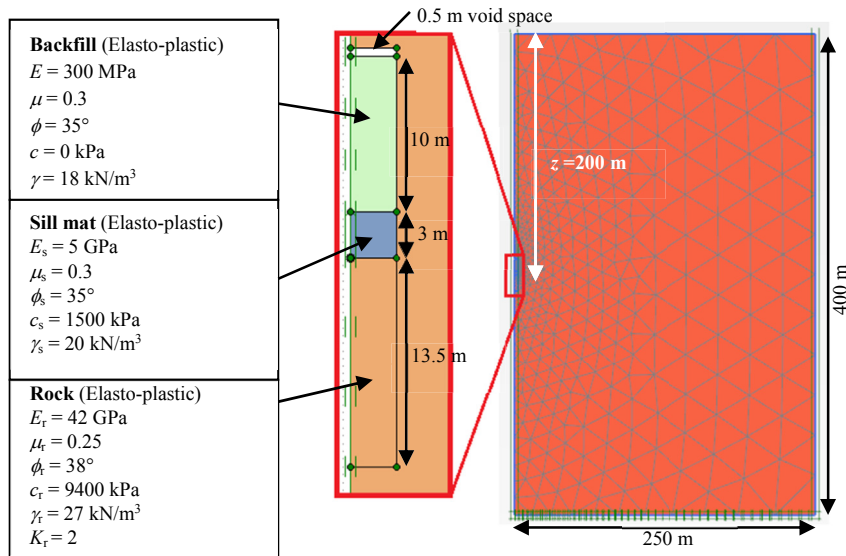 Backfill (Elasto-plastic)
E = 300 MPa
μ = 0.3
ϕ = 35°
c = 0 kPa
γ = 18 kN/m³
Sill mat (Elasto-plastic)
Eₛ = 5 GPa
μₛ = 0.3
ϕₛ = 35°
cₛ = 1500 kPa
γₛ = 20 kN/m³
Rock (Elasto-plastic)
Eᵣ = 42 GPa
μᵣ = 0.25
ϕᵣ = 38°
cᵣ = 9400 kPa
γᵣ = 27 kN/m³
Kᵣ = 2
0.5 m void space
10 m
3 m
13.5 m
z =200 m
400 m
250 m